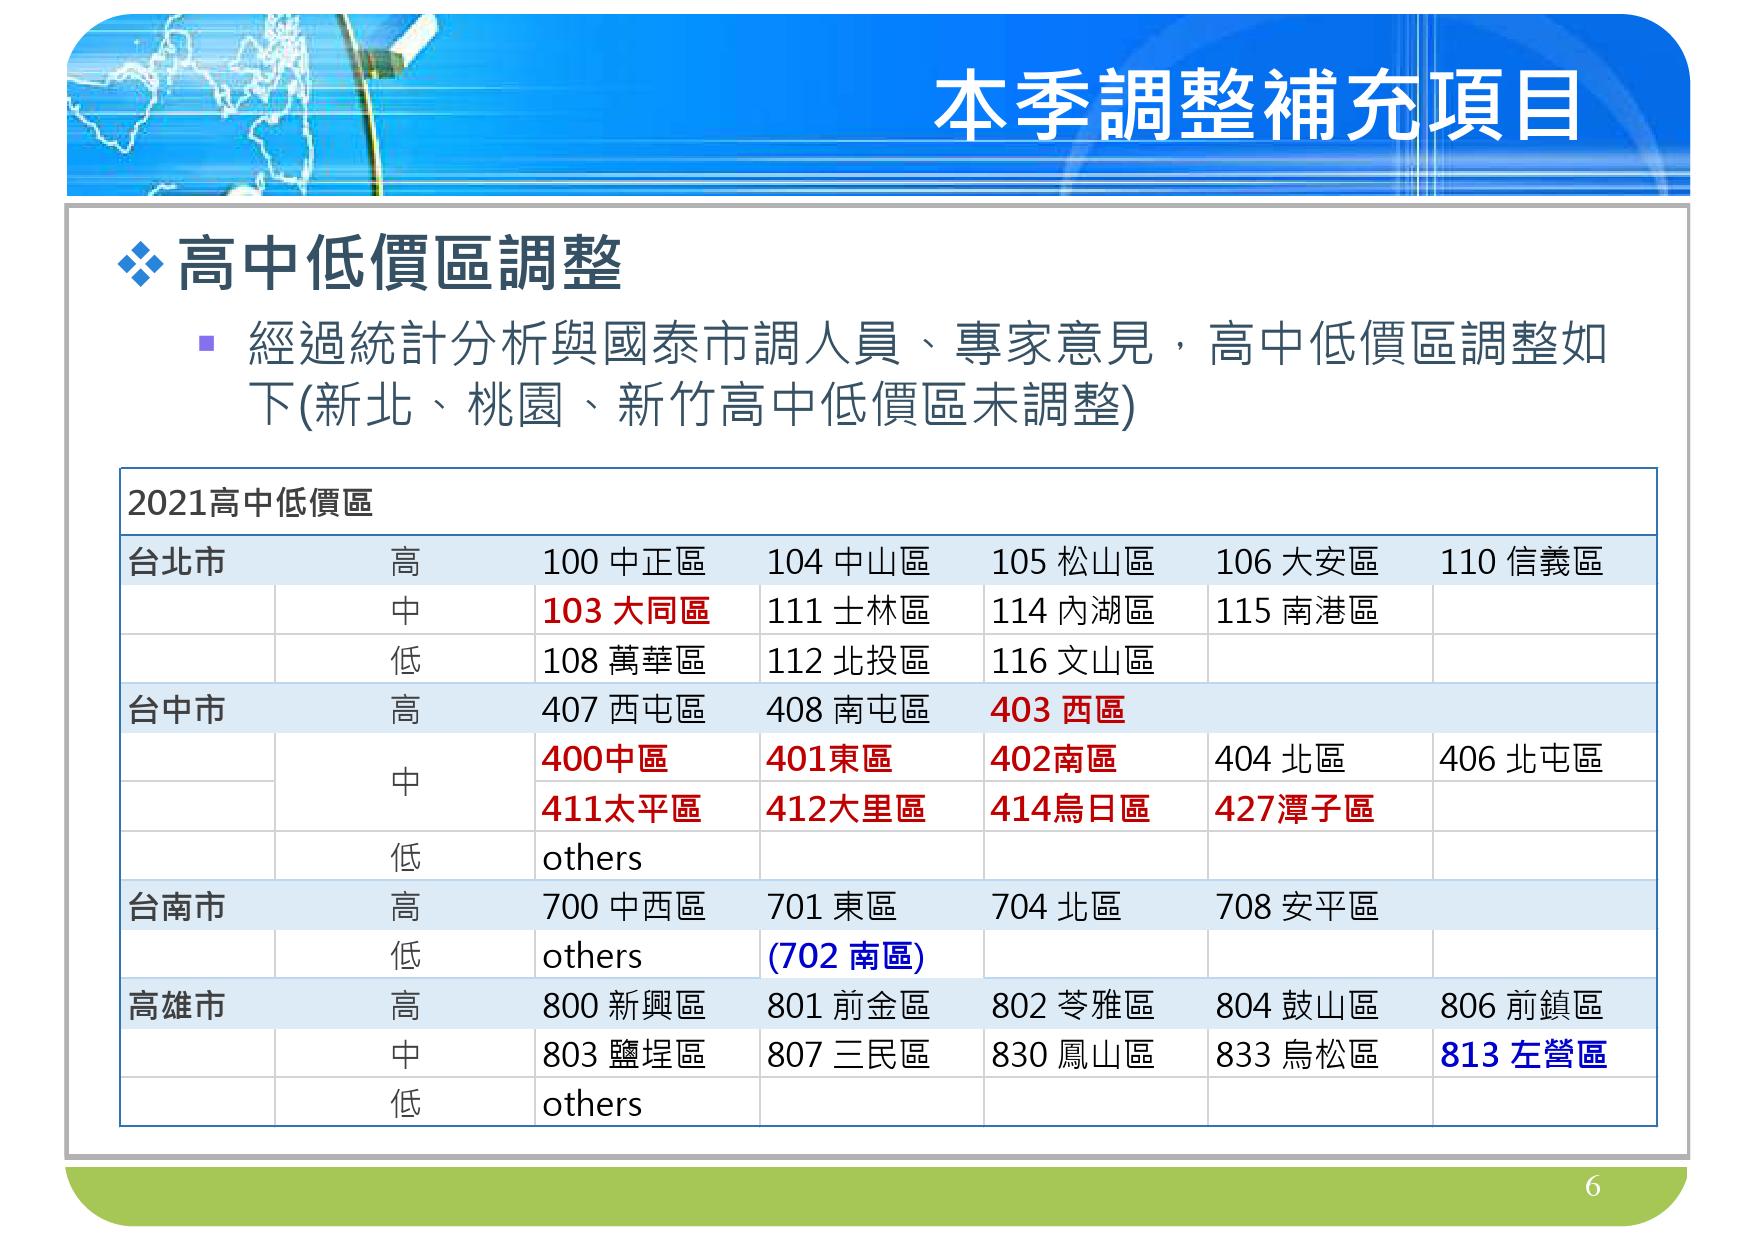 本季調整補充項目
高中低價區調整
經過統計分析與國泰市調人員、專家意見，高中低價區調整如
下(新北、桃園、新竹高中低價區未調整)
2021高中低價區
台北市 高 100 中正區 104 中山區 105 松山區 106 大安區 110 信義區
中 103 大同區 111 士林區 114 內湖區 115 南港區
低 108 萬華區 112 北投區 116 文山區
台中市 高 407 西屯區 408 南屯區 403 西區
中 400中區 401東區 402南區 404 北區 406 北屯區
411太平區 412大里區 414烏日區 427潭子區
低 others
台南市 高 700 中西區 701 東區 704 北區 708 安平區
低 others (702 南區)
高雄市 高 800 新興區 801 前金區 802 苓雅區 804 鼓山區 806 前鎮區
中 803 鹽埕區 807 三民區 830 鳳山區 833 鳥松區 813 左營區
低 others
6